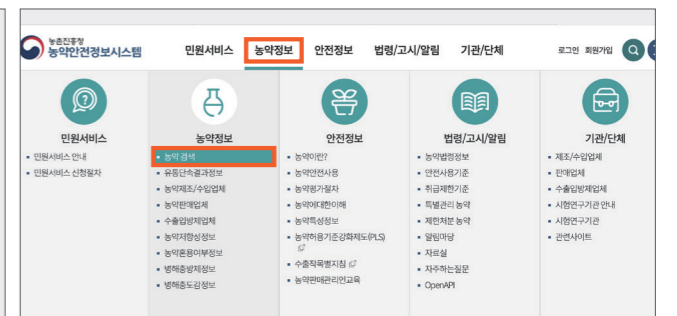 농촌진흥청
농약안전정보시스템
민원서비스 농약정보 안전정보 법령/고시/알림 기관/단체
로그인 회원가입
민원서비스
민원서비스 안내
민원서비스 신청절차
농약정보
농약 검색
유통단속결과정보
농약제조/수입업체
농약판매업체
수출입방제업체
농약저항성정보
농약혼용여부정보
병해충방제정보
병해충도감정보
안전정보
농약이란?
농약안전사용
농약평가절차
농약에대한이해
농약특성정보
농약허용기준강화제도(PLS)
수출작목별지침
농약판매관리인교육
법령/고시/알림
농약법령정보
안전사용기준
취급제한기준
특별관리 농약
제한처분 농약
알림마당
자료실
자주하는질문
OpenAPI
기관/단체
제조/수입업체
판매업체
수출입방제업체
시험연구기관 안내
시험연구기관
관련사이트